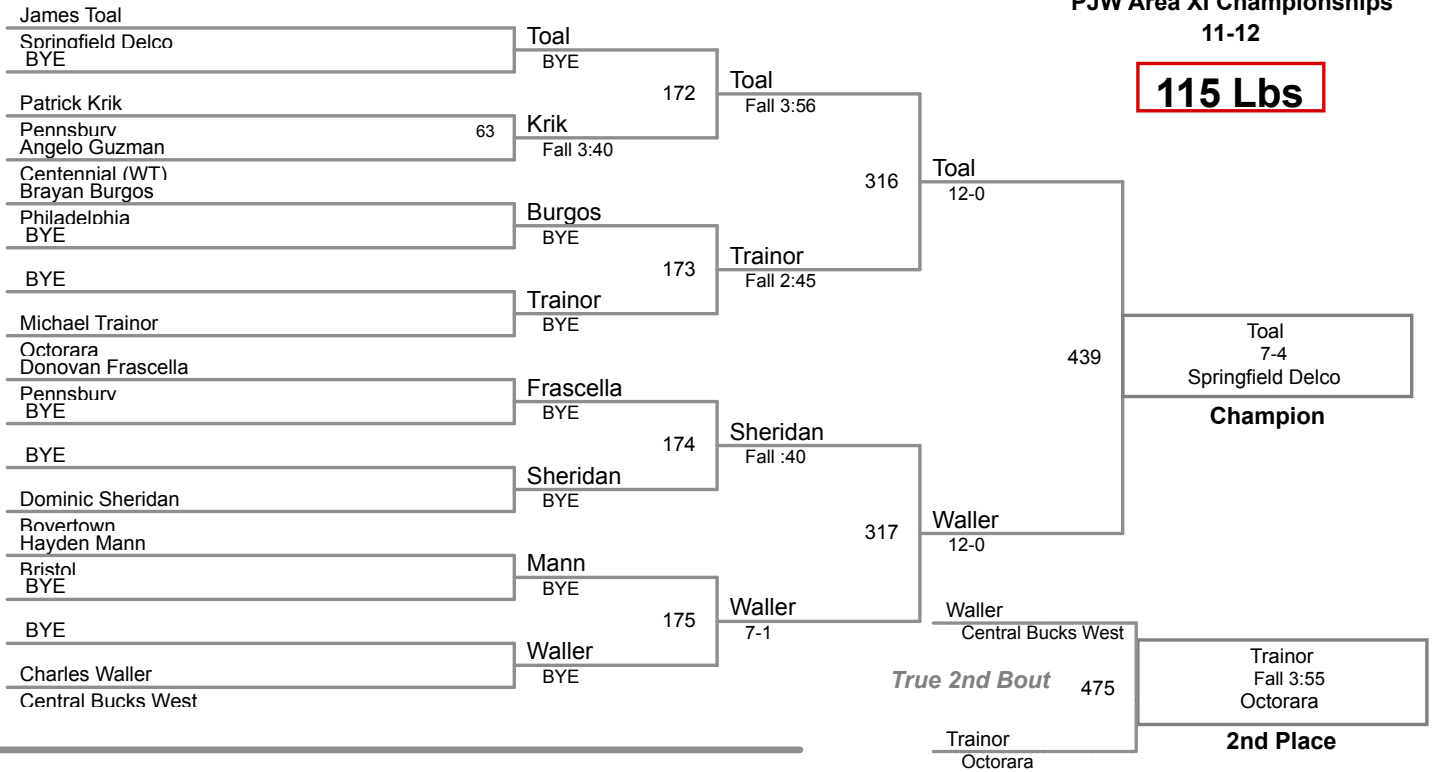 PJW Area XI Championships
11-12
115 Lbs
James Toal
Springfield Delco
BYE
Patrick Krik
Pennsbury
Angelo Guzman
Centennial (WT)
Brayan Burgos
Philadelphia
BYE
BYE
Michael Trainor
Octorara
Donovan Frascella
Pennsbury
BYE
BYE
Dominic Sheridan
Boyertown
Hayden Mann
Bristol
BYE
BYE
Charles Waller
Central Bucks West
63
Toal
BYE
Krik
Fall 3:40
Burgos
BYE
Trainor
BYE
Frascella
BYE
Sheridan
BYE
Mann
BYE
Waller
BYE
172
173
174
175
Toal
Fall 3:56
Trainor
Fall 2:45
Sheridan
Fall :40
Waller
7-1
316
317
Toal
12-0
Waller
12-0
439
Toal
7-4
Springfield Delco
Champion
Waller
Central Bucks West
True 2nd Bout
475
Trainor
Octorara
Trainor
Fall 3:55
Octorara
2nd Place